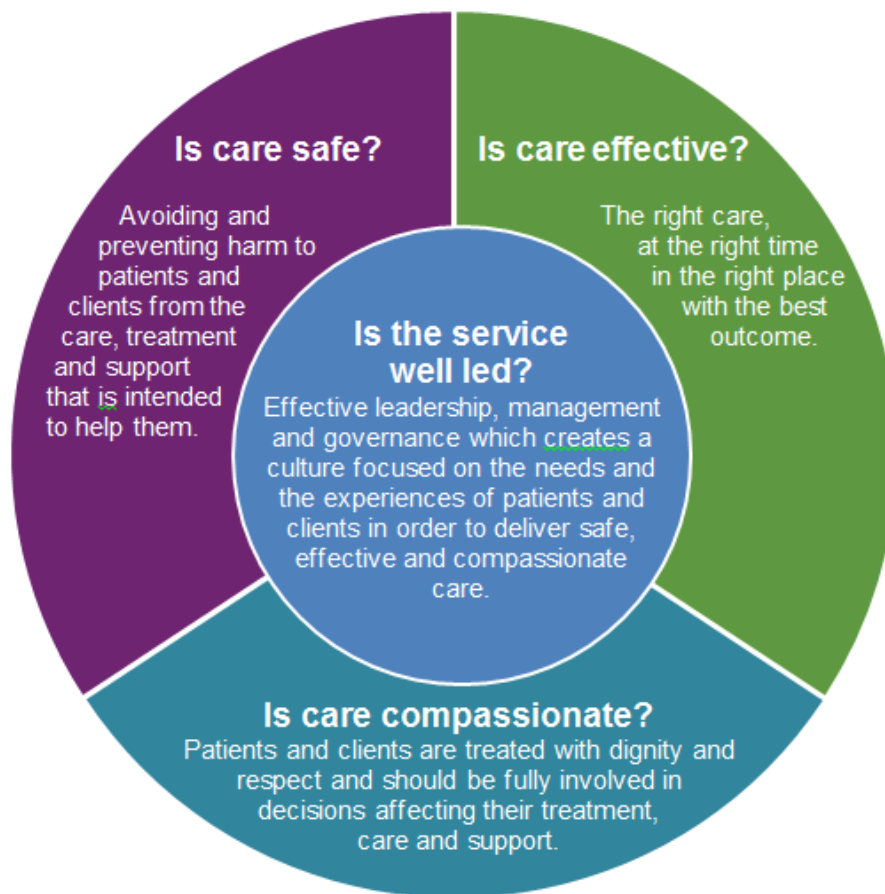 Is care safe?
Avoiding and
preventing harm to
patients and
clients from the
care, treatment
and support
that is intended
to help them.
Is care effective?
The right care,
at the right time
in the right place
with the best
outcome.
Is the service
well led?
Effective leadership, management
and governance which creates a
culture focused on the needs and
the experiences of patients and
clients in order to deliver safe,
effective and compassionate
care.
Is care compassionate?
Patients and clients are treated with dignity and
respect and should be fully involved in
decisions affecting their treatment,
care and support.